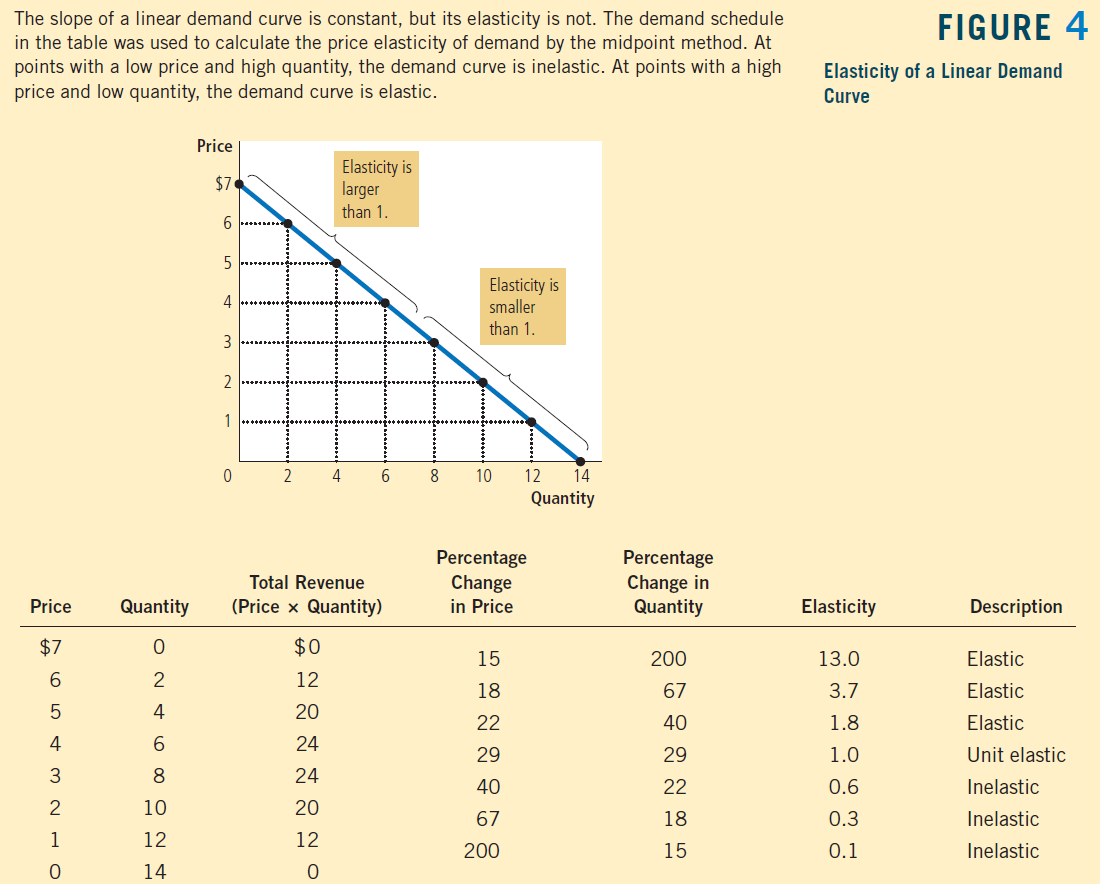 The slope of a linear demand curve is constant, but its elasticity is not. The demand schedule
in the table was used to calculate the price elasticity of demand by the midpoint method. At
points with a low price and high quantity, the demand curve is inelastic. At points with a high
price and low quantity, the demand curve is elastic.
FIGURE 4
Elasticity of a Linear Demand
Curve
Price
$7
6
5
4
3
2
1
Elasticity is
larger
than 1.
Elasticity is
smaller
than 1.
0 2 4 6 8 10 12 14
Quantity
Percentage Percentage
Total Revenue Change Change in
Price Quantity (Price × Quantity) in Price Quantity Elasticity Description
$7 0 $0
15 200 13.0 Elastic
6 2 12
18 67 3.7 Elastic
5 4 20
22 40 1.8 Elastic
4 6 24
29 29 1.0 Unit elastic
3 8 24
40 22 0.6 Inelastic
2 10 20
67 18 0.3 Inelastic
1 12 12
200 15 0.1 Inelastic
0 14 0